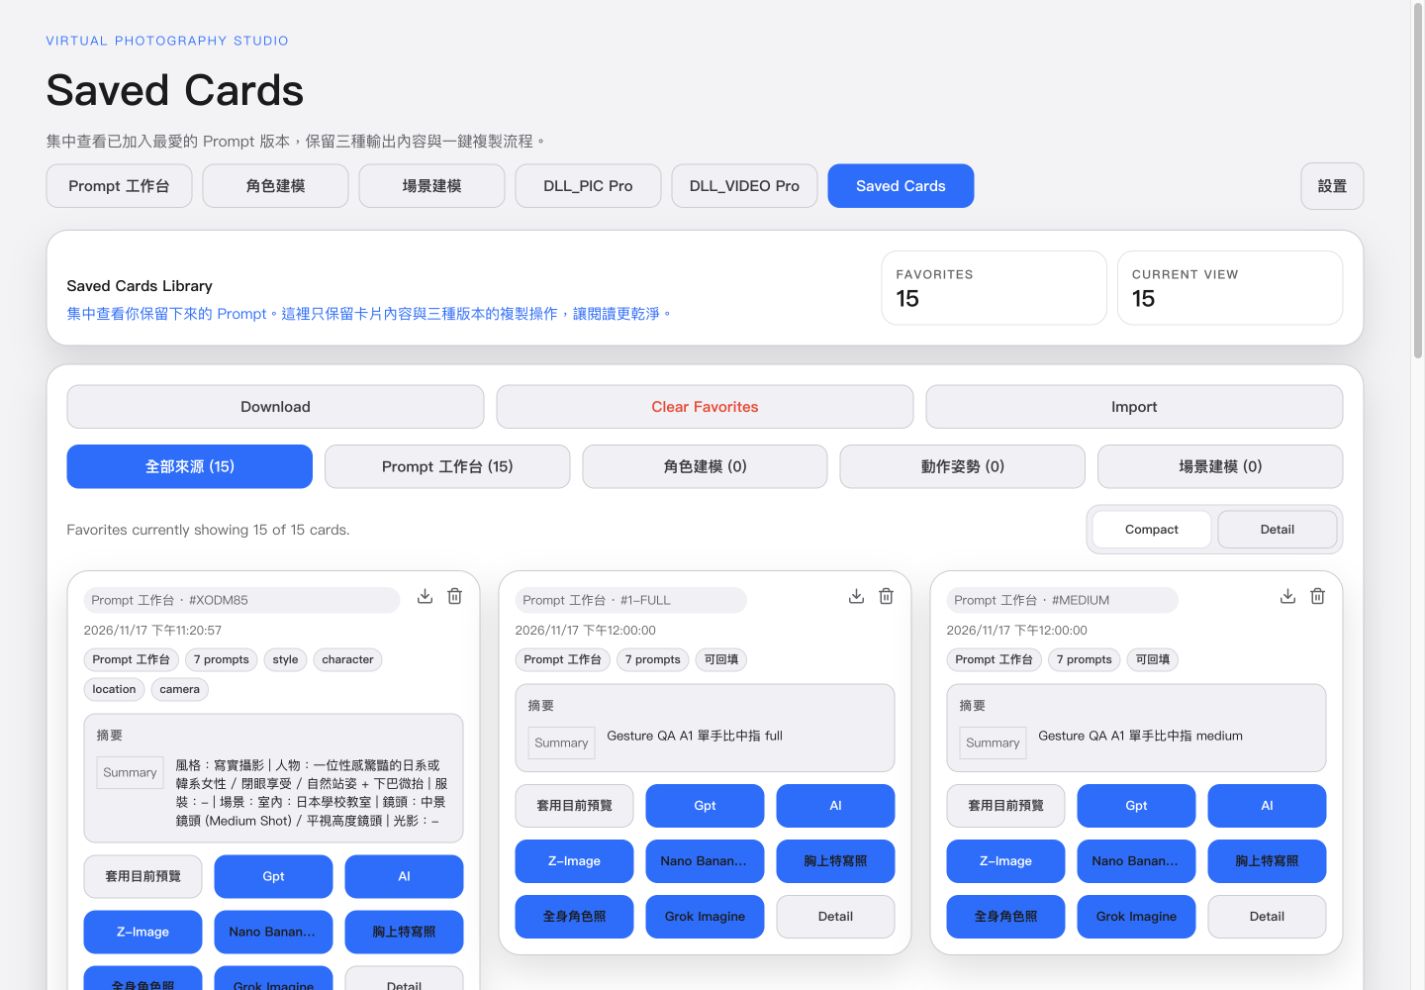 VIRTUAL PHOTOGRAPHY STUDIO
Saved Cards
集中查看已加入最愛的 Prompt 版本，保留三種輸出內容與一鍵複製流程。
Prompt 工作台
角色建模
場景建模
DLL_PIC Pro
DLL_VIDEO Pro
Saved Cards
設置
Saved Cards Library
集中查看你保留下來的 Prompt。這裡只保留卡片內容與三種版本的複製操作，讓閱讀更乾淨。
FAVORITES
15
CURRENT VIEW
15
Download
Clear Favorites
Import
全部來源 (15)
Prompt 工作台 (15)
角色建模 (0)
動作姿勢 (0)
場景建模 (0)
Favorites currently showing 15 of 15 cards.
Compact
Detail
Prompt 工作台 · #XODM85
2026/11/17 下午11:20:57
Prompt 工作台
7 prompts
style
character
location
camera
摘要
Summary
風格：寫實攝影 | 人物：一位性感驚豔的日系或
韓系女性 / 閉眼享受 / 自然站姿 + 下巴微抬 | 服
裝：– | 場景：室內：日本學校教室 | 鏡頭：中景
鏡頭 (Medium Shot) / 平視高度鏡頭 | 光影：–
套用目前預覽
Gpt
AI
Z–Image
Nano Banan...
胸上特寫照
全身角色照
Grok Imagine
Detail
Prompt 工作台 · #1–FULL
2026/11/17 下午12:00:00
Prompt 工作台
7 prompts
可回填
摘要
Summary
Gesture QA A1 單手比中指 full
套用目前預覽
Gpt
AI
Z–Image
Nano Banan...
胸上特寫照
全身角色照
Grok Imagine
Detail
Prompt 工作台 · #MEDIUM
2026/11/17 下午12:00:00
Prompt 工作台
7 prompts
可回填
摘要
Summary
Gesture QA A1 單手比中指 medium
套用目前預覽
Gpt
AI
Z–Image
Nano Banan...
胸上特寫照
全身角色照
Grok Imagine
Detail